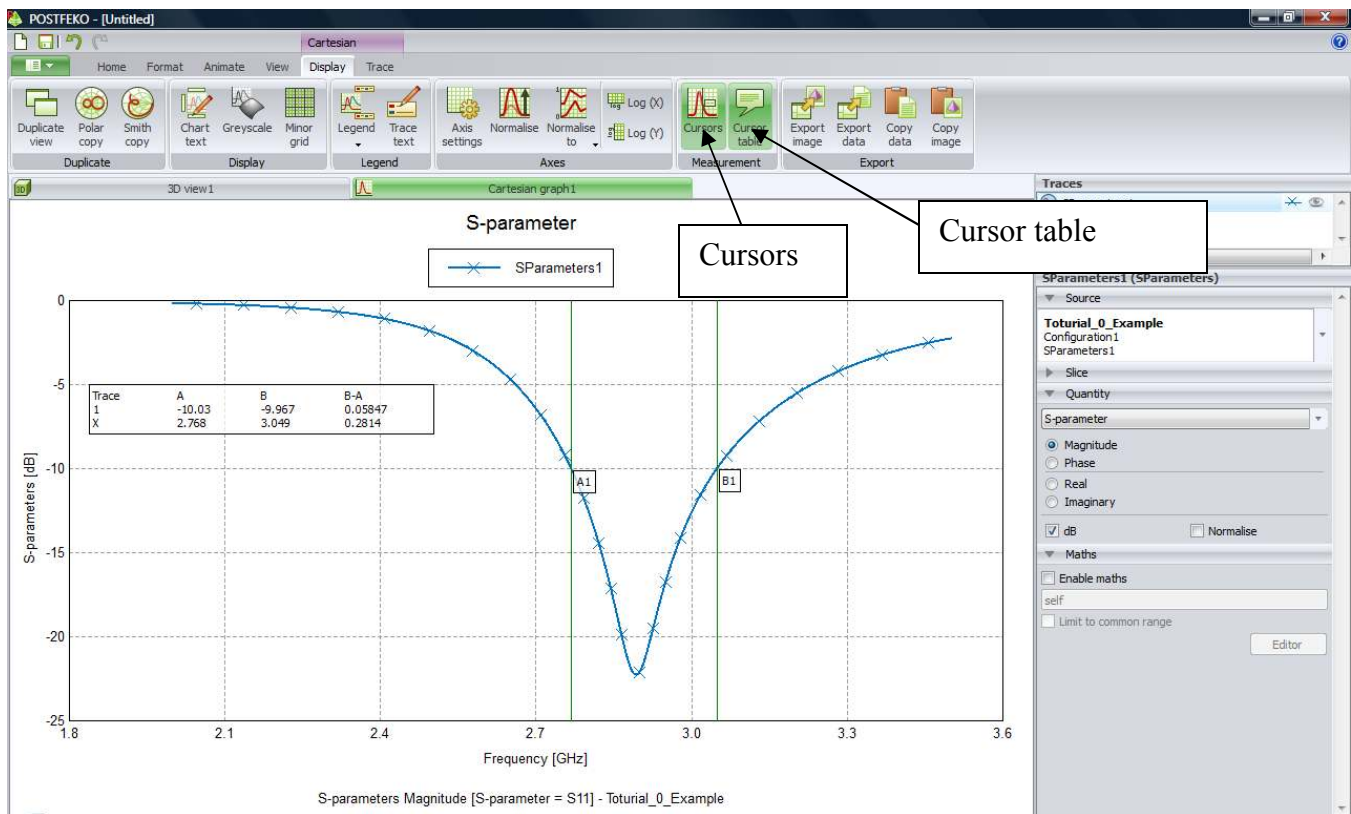 POSTFEKO - [Untitled]
Cartesian
Home Format Animate View Display Trace
Duplicate view
Polar copy
Smith copy
Chart text
Greyscale
Minor grid
Legend
Trace text
Axis settings
Normalise
Normalise to
Log (X)
Log (Y)
Cursors
Cursor table
Export image
Export data
Copy data
Copy image
Duplicate Display Legend Axes Measurement Export
3D view1 Cartesian graph1
Cursors
Cursor table
S-parameter
SParameters1
0
-5
-10
-15
-20
-25
S-parameters [dB]
Trace A B B-A
1 -10.03 -9.967 0.05847
X 2.768 3.049 0.2814
A1
B1
1.8 2.1 2.4 2.7 3.0 3.3 3.6
Frequency [GHz]
S-parameters Magnitude [S-parameter = S11] - Toturial_0_Example
Traces
SParameters1 (SParameters)
Source
Toturial_0_Example
Configuration1
SParameters1
Slice
Quantity
S-parameter
Magnitude
Phase
Real
Imaginary
dB Normalise
Maths
Enable maths
self
Limit to common range
Editor